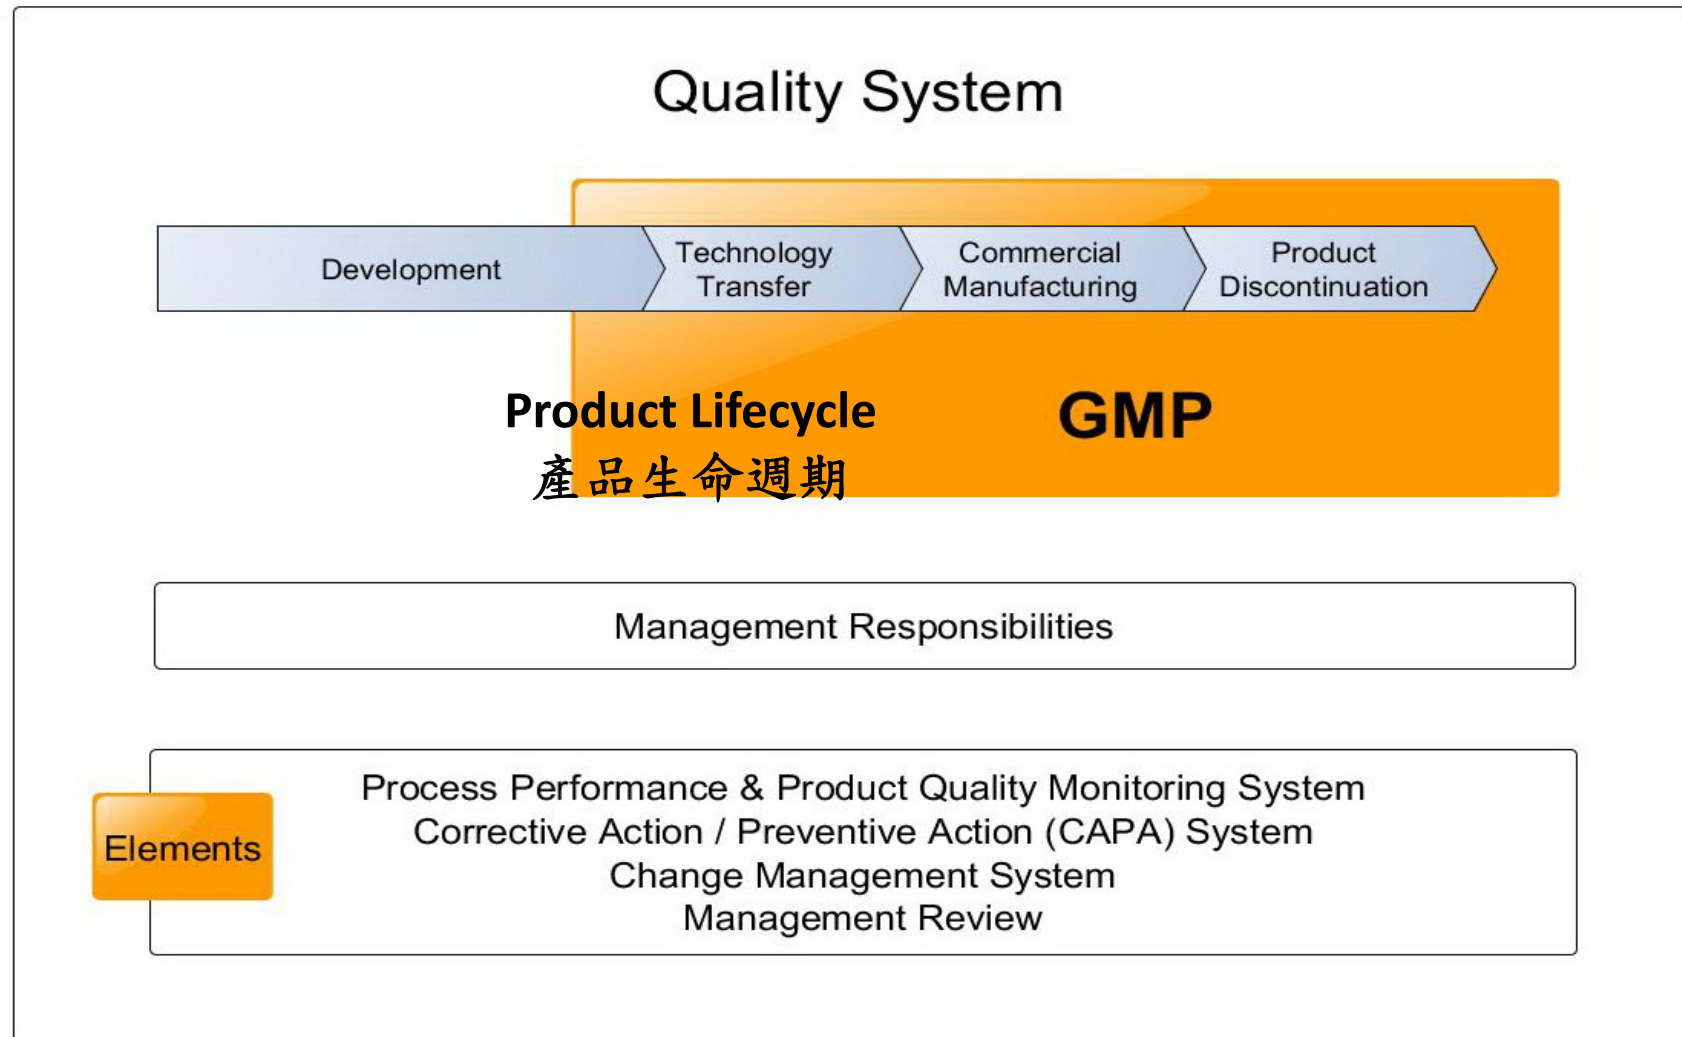 Quality System
Development
Technology
Transfer
Commercial
Manufacturing
Product
Discontinuation
Product Lifecycle
產品生命週期
GMP
Management Responsibilities
Elements
Process Performance & Product Quality Monitoring System
Corrective Action / Preventive Action (CAPA) System
Change Management System
Management Review